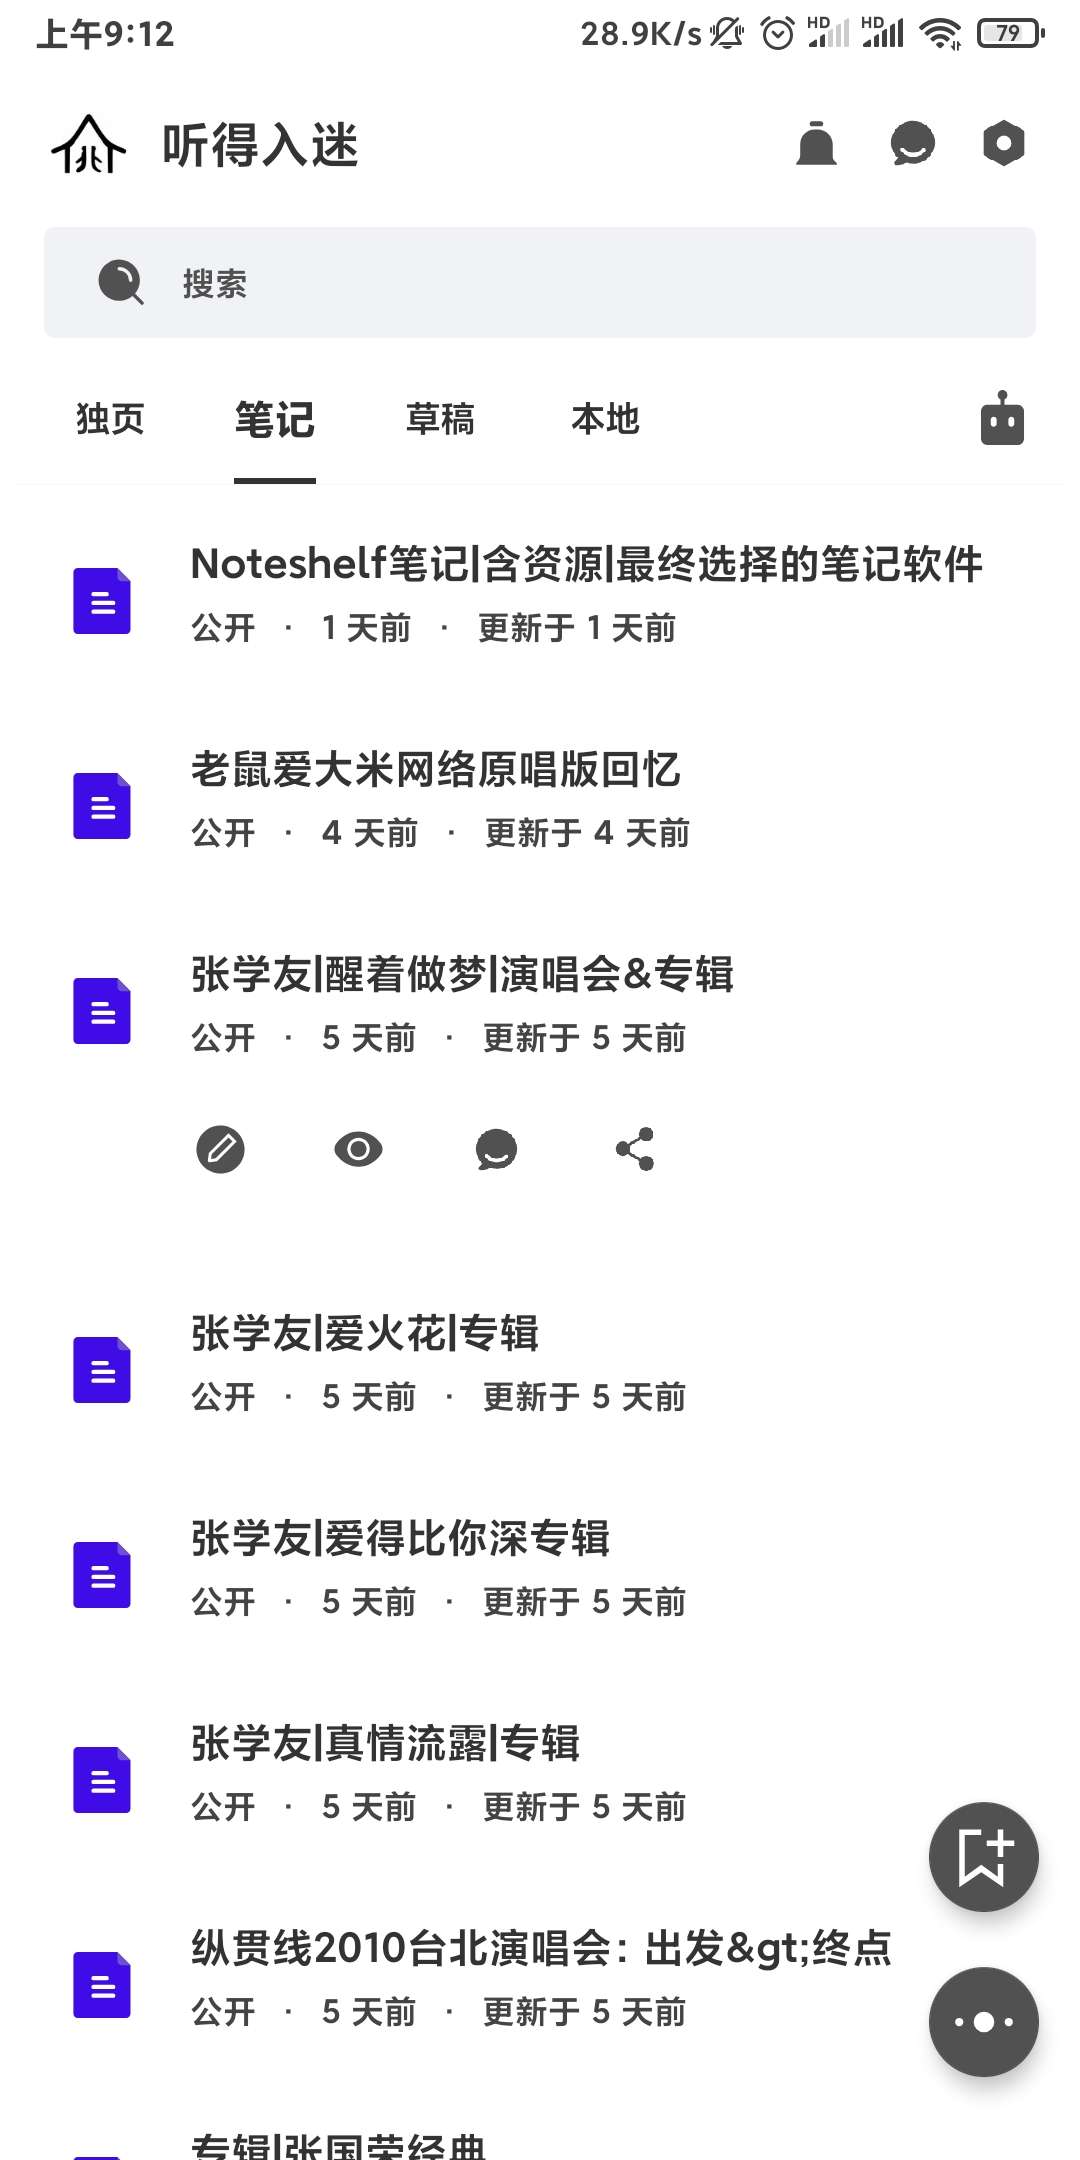 上午9:12
28.9K/s
HD
HD
79
听得入迷
搜索
独页 笔记 草稿 本地
Noteshelf笔记|含资源|最终选择的笔记软件
公开 · 1 天前 · 更新于 1 天前
老鼠爱大米网络原唱版回忆
公开 · 4 天前 · 更新于 4 天前
张学友|醒着做梦|演唱会&专辑
公开 · 5 天前 · 更新于 5 天前
张学友|爱火花|专辑
公开 · 5 天前 · 更新于 5 天前
张学友|爱得比你深专辑
公开 · 5 天前 · 更新于 5 天前
张学友|真情流露|专辑
公开 · 5 天前 · 更新于 5 天前
纵贯线2010台北演唱会: 出发&gt;终点
公开 · 5 天前 · 更新于 5 天前
专辑|张国荣经典